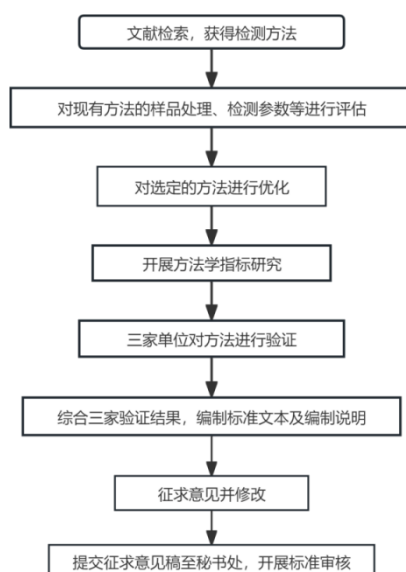 文献检索，获得检测方法
对现有方法的样品处理、检测参数等进行评估
对选定的方法进行优化
开展方法学指标研究
三家单位对方法进行验证
综合三家验证结果，编制标准文本及编制说明
征求意见并修改
提交征求意见稿至秘书处，开展标准审核